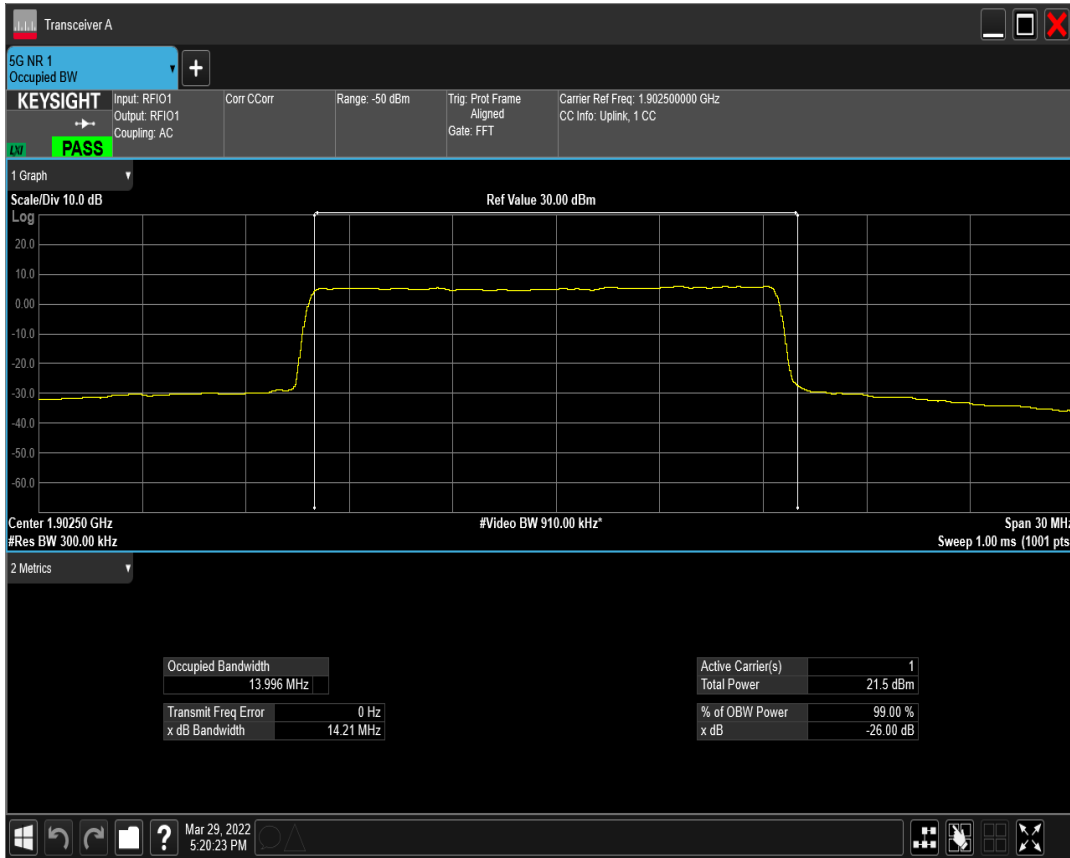 Transceiver A
5G NR 1
Occupied BW
KEYSIGHT
LXI
PASS
Input: RFIO1
Output: RFIO1
Coupling: AC
Corr CCorr
Range: -50 dBm
Trig: Prot Frame
Aligned
Gate: FFT
Carrier Ref Freq: 1.902500000 GHz
CC Info: Uplink, 1 CC
1 Graph
Scale/Div 10.0 dB
Ref Value 30.00 dBm
Log
20.0
10.0
0.00
-10.0
-20.0
-30.0
-40.0
-50.0
-60.0
Center 1.90250 GHz
#Video BW 910.00 kHz*
Span 30 MHz
#Res BW 300.00 kHz
Sweep 1.00 ms (1001 pts
2 Metrics
Occupied Bandwidth
13.996 MHz
Transmit Freq Error 0 Hz
x dB Bandwidth 14.21 MHz
Active Carrier(s) 1
Total Power 21.5 dBm
% of OBW Power 99.00 %
x dB -26.00 dB
?
Mar 29, 2022
5:20:23 PM